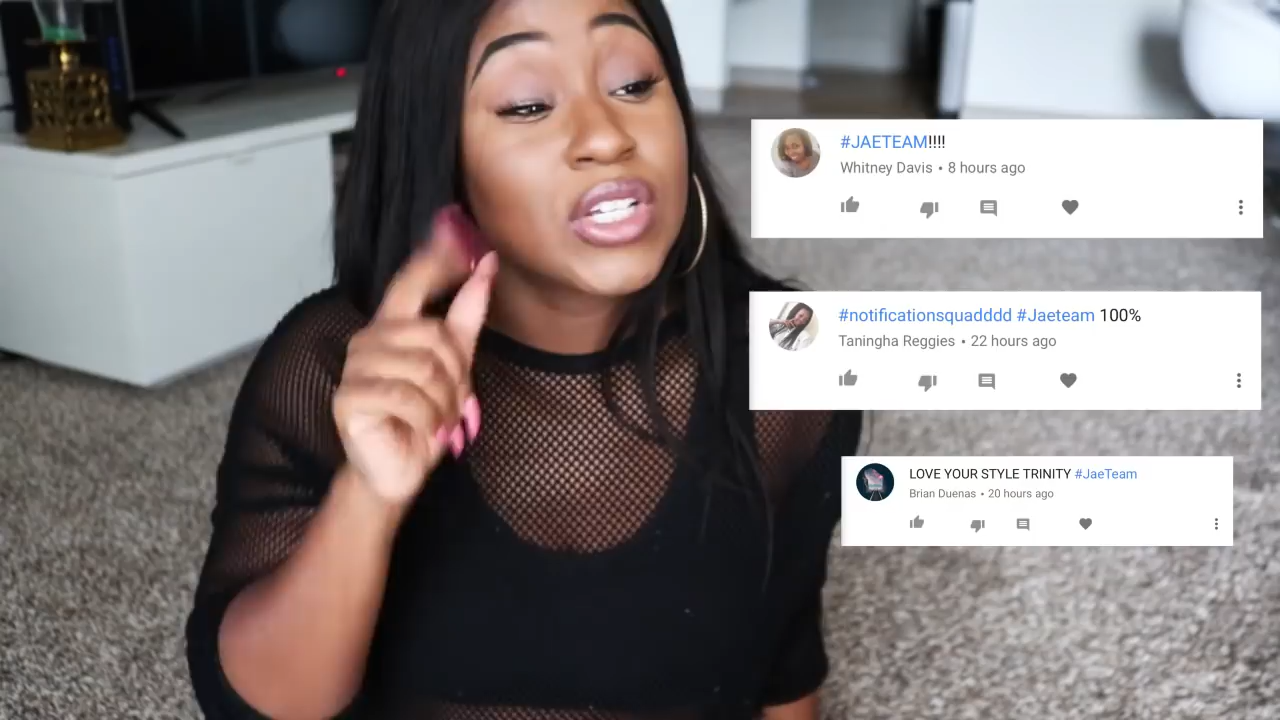 #JAETEAM!!!!
Whitney Davis • 8 hours ago
#notificationsquadddd #Jaeteam 100%
Taningha Reggies • 22 hours ago
LOVE YOUR STYLE TRINITY #JaeTeam
Brian Duenas • 20 hours ago